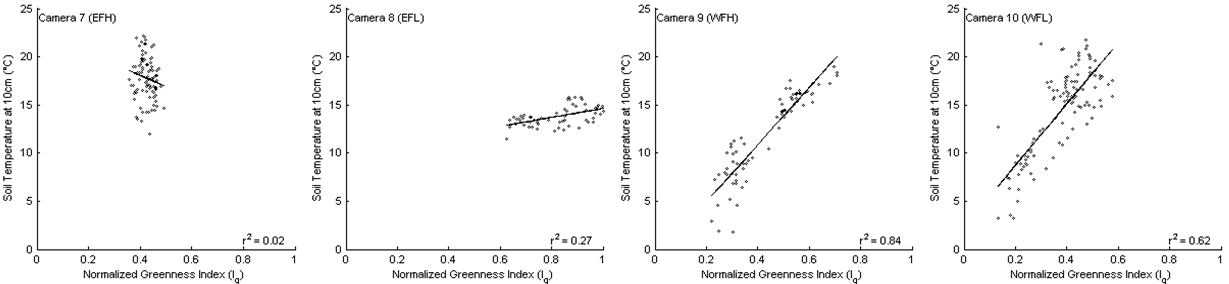 Camera 7 (EFH)
Soil Temperature at 10cm (°C)
25
20
15
10
5
0
r² = 0.02
0 0.2 0.4 0.6 0.8 1
Normalized Greenness Index (Ig)
Camera 8 (EFL)
Soil Temperature at 10cm (°C)
25
20
15
10
5
0
r² = 0.27
0 0.2 0.4 0.6 0.8 1
Normalized Greenness Index (Ig)
Camera 9 (WFH)
Soil Temperature at 10cm (°C)
25
20
15
10
5
0
r² = 0.84
0 0.2 0.4 0.6 0.8 1
Normalized Greenness Index (Ig)
Camera 10 (WFL)
Soil Temperature at 10cm (°C)
25
20
15
10
5
0
r² = 0.62
0 0.2 0.4 0.6 0.8 1
Normalized Greenness Index (Ig)